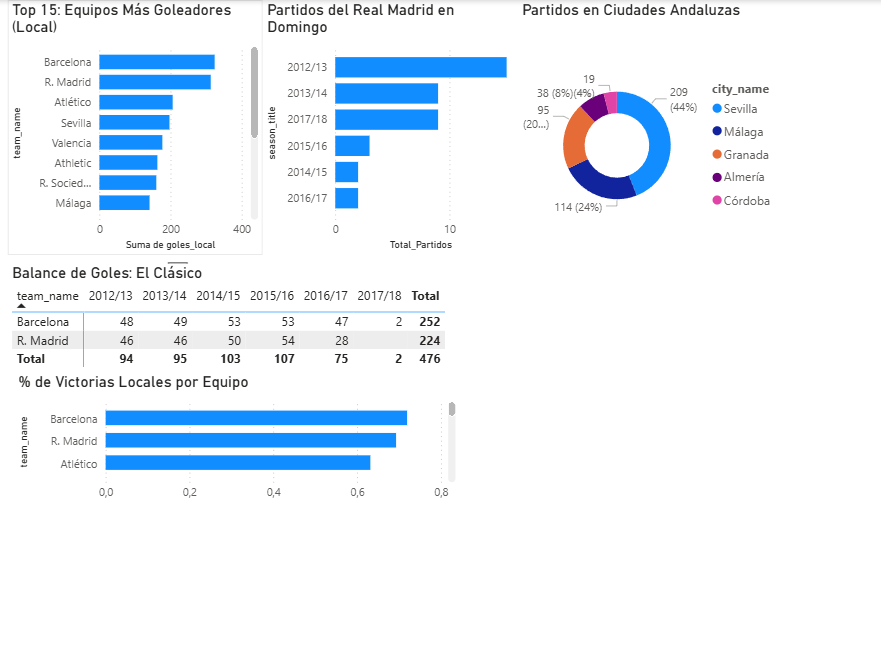 Top 15: Equipos Más Goleadores
(Local)
team_name
Barcelona
R. Madrid
Atlético
Sevilla
Valencia
Athletic
R. Socied...
Málaga
0 200 400
Suma de goles_local
Partidos del Real Madrid en
Domingo
season_title
2012/13
2013/14
2017/18
2015/16
2014/15
2016/17
0 10
Total_Partidos
Partidos en Ciudades Andaluzas
19
(4%)
38 (8%)
95
(20...)
209
(44%)
114 (24%)
city_name
Sevilla
Málaga
Granada
Almería
Córdoba
Balance de Goles: El Clásico
team_name 2012/13 2013/14 2014/15 2015/16 2016/17 2017/18 Total
Barcelona 48 49 53 53 47 2 252
R. Madrid 46 46 50 54 28 224
Total 94 95 103 107 75 2 476
% de Victorias Locales por Equipo
team_name
Barcelona
R. Madrid
Atlético
0,0 0,2 0,4 0,6 0,8